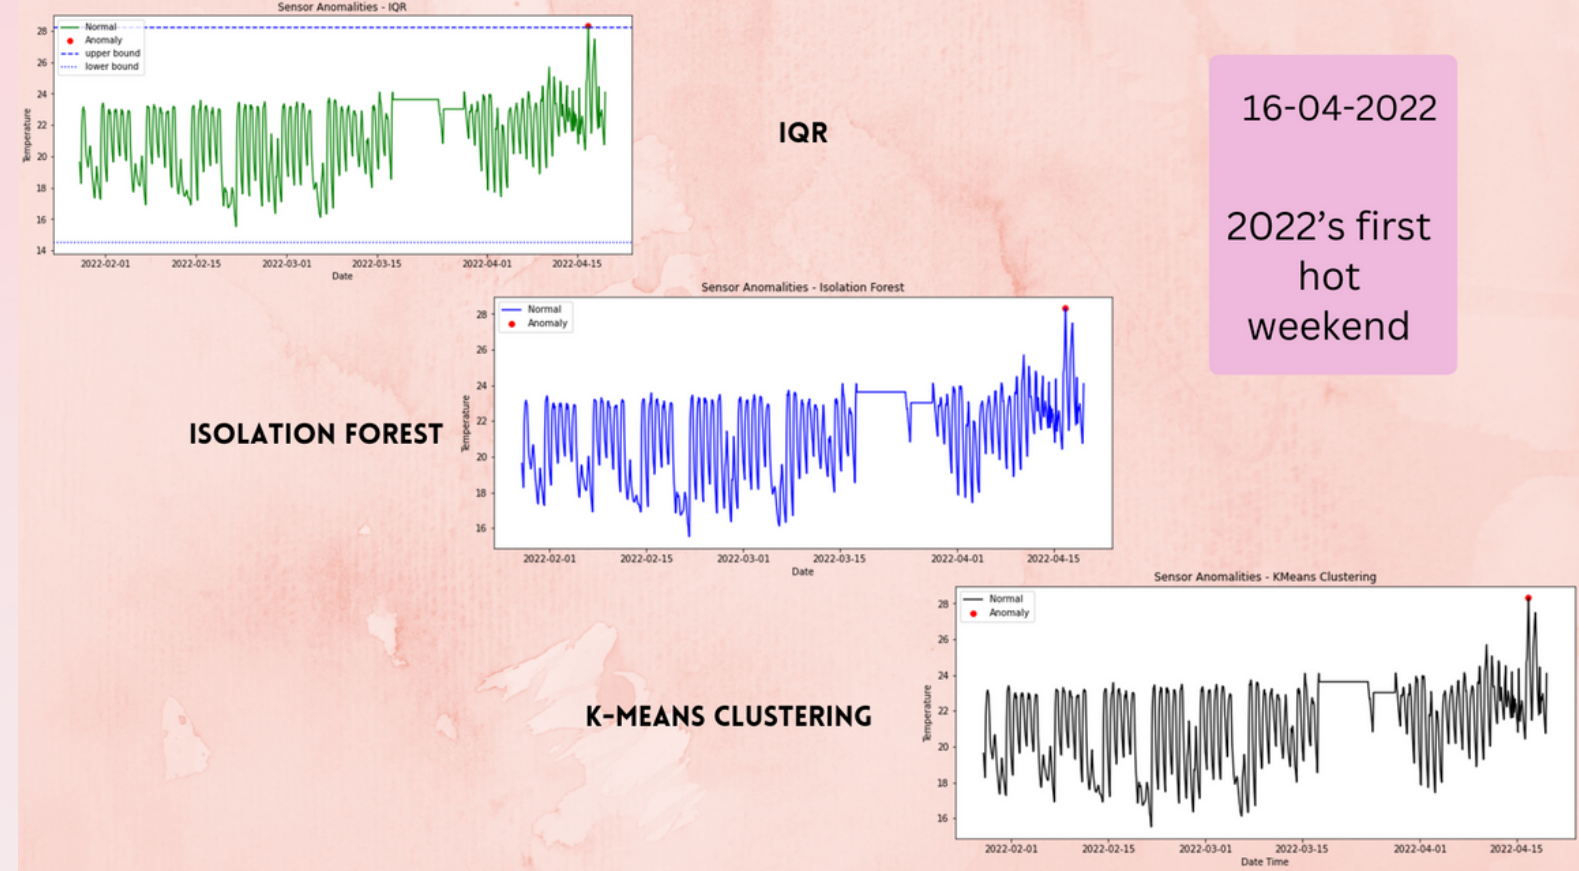 Sensor Anomalities - IQR
Normal
Anomaly
upper bound
lower bound
28
26
24
22
20
18
16
14
Temperature
2022-02-01 2022-02-15 2022-03-01 2022-03-15 2022-04-01 2022-04-15
Date
IQR
16-04-2022
2022’s first
hot
weekend
Sensor Anomalities - Isolation Forest
Normal
Anomaly
28
26
24
22
20
18
16
Temperature
2022-02-01 2022-02-15 2022-03-01 2022-03-15 2022-04-01 2022-04-15
Date
ISOLATION FOREST
Sensor Anomalities - KMeans Clustering
Normal
Anomaly
28
26
24
22
20
18
16
Temperature
2022-02-01 2022-02-15 2022-03-01 2022-03-15 2022-04-01 2022-04-15
Date Time
K-MEANS CLUSTERING